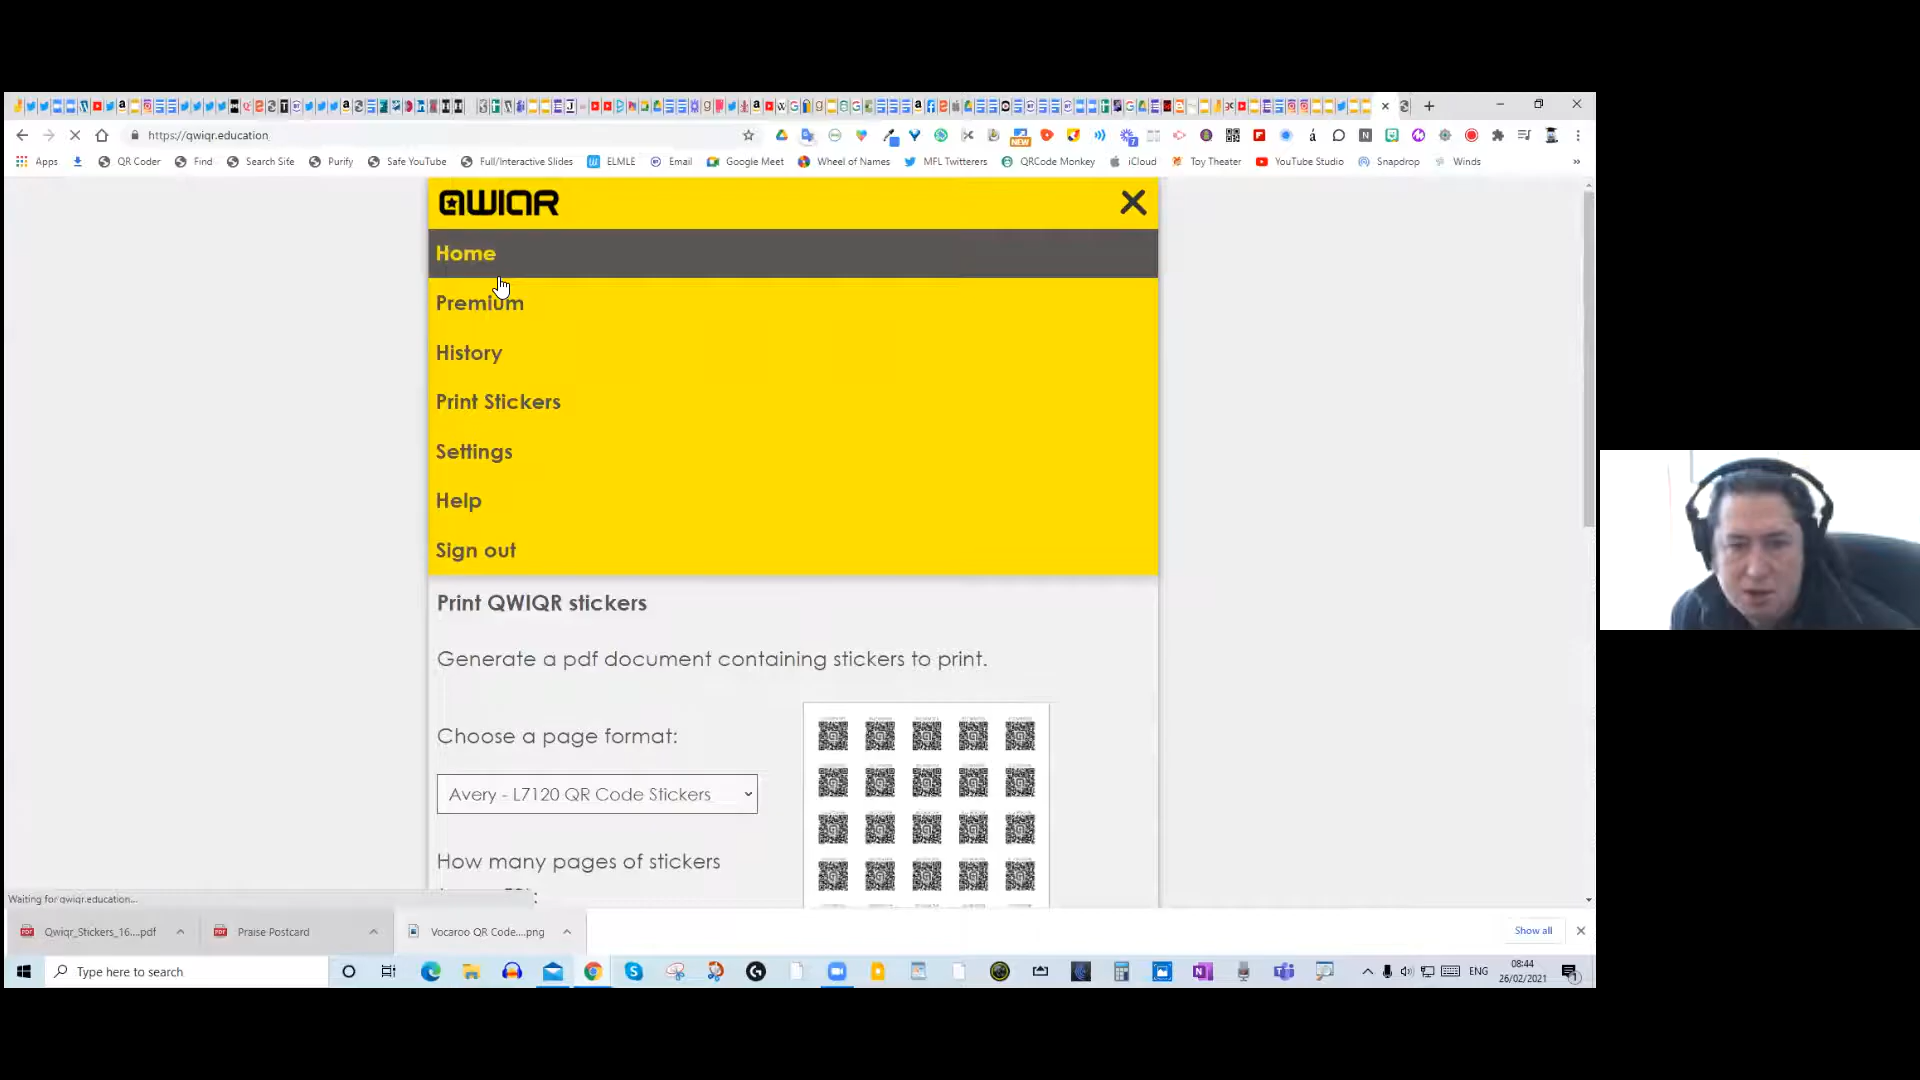 https://qwiqr.education
Apps
QR Coder
Find
Search Site
Purify
Safe YouTube
Full/Interactive Slides
ELMLE
Email
Google Meet
Wheel of Names
MFL Twitterers
QRCode Monkey
iCloud
Toy Theater
YouTube Studio
Snapdrop
Winds
»
QWIQR
Home
Premium
History
Print Stickers
Settings
Help
Sign out
Print QWIQR stickers
Generate a pdf document containing stickers to print.
Choose a page format:
Avery - L7120 QR Code Stickers
How many pages of stickers
Waiting for qwiqr.education...
Qwiqr_Stickers_16....pdf
Praise Postcard
Vocaroo QR Code....png
Show all
Type here to search
ENG
08:44
26/02/2021